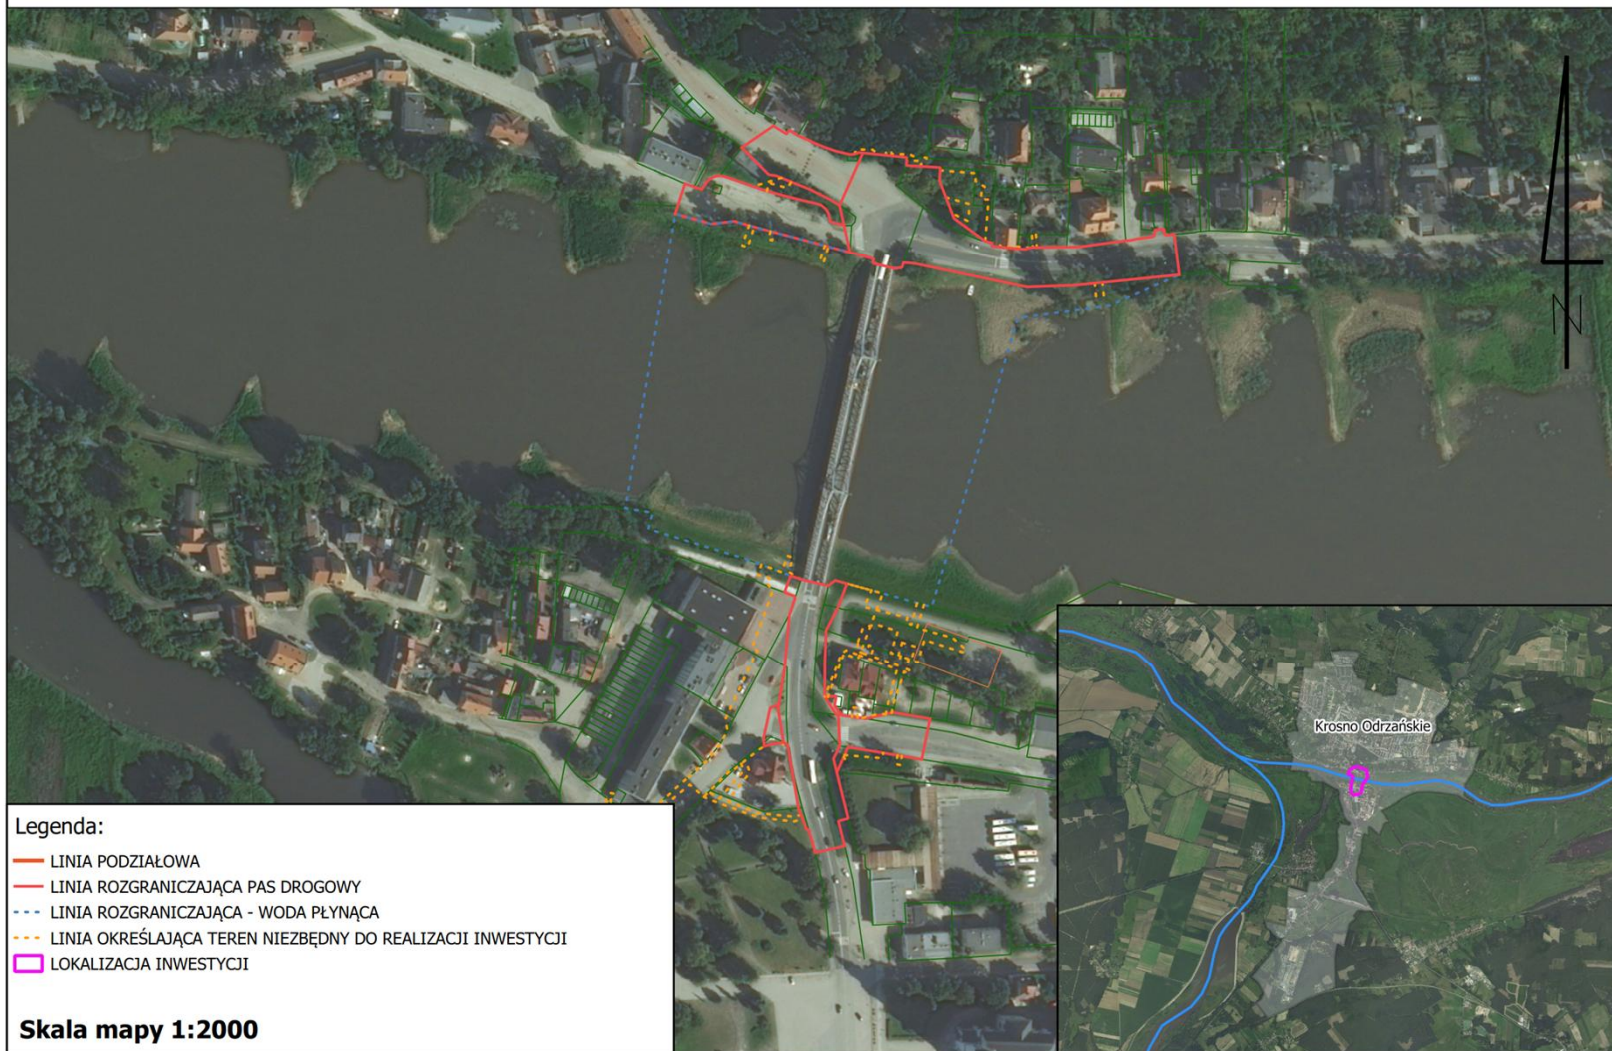 N
Krosno Odrzańskie
Legenda:
LINIA PODZIAŁOWA
LINIA ROZGRANICZAJĄCA PAS DROGOWY
LINIA ROZGRANICZAJĄCA - WODA PŁYNĄCA
LINIA OKREŚLAJĄCA TEREN NIEZBĘDNY DO REALIZACJI INWESTYCJI
LOKALIZACJA INWESTYCJI
Skala mapy 1:2000